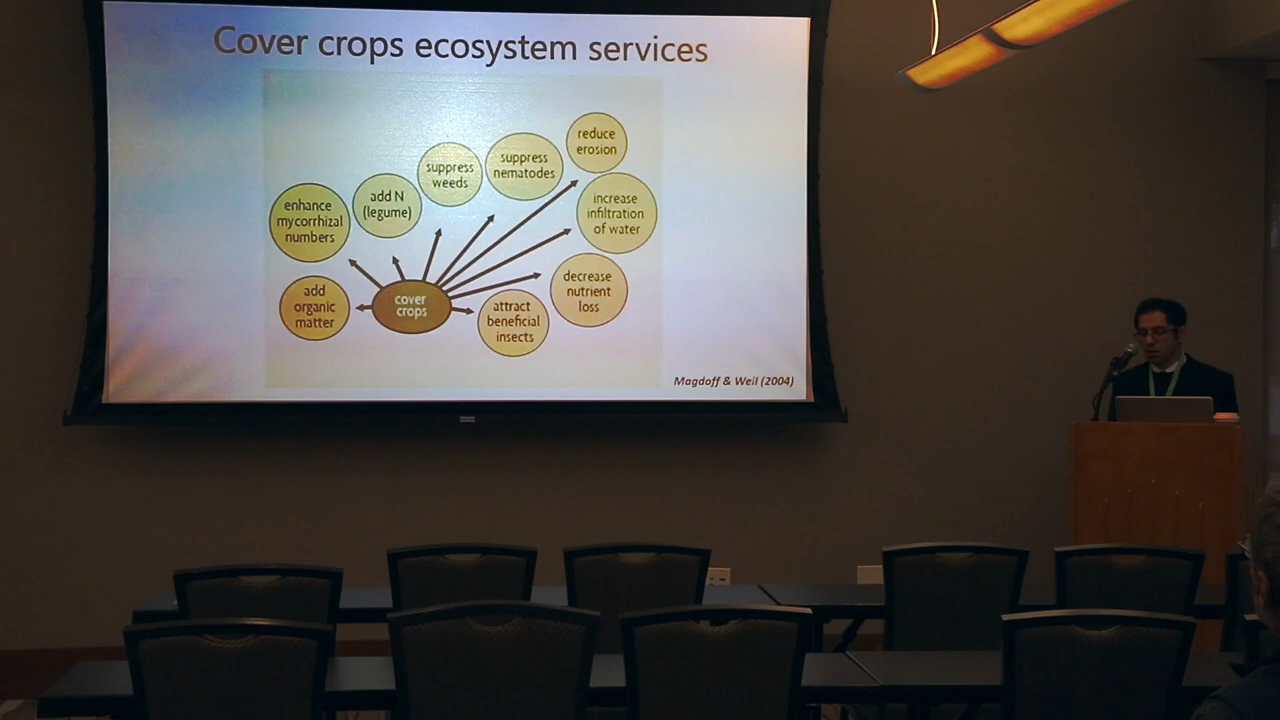 Cover crops ecosystem services
reduce
erosion
suppress
nematodes
suppress
weeds
add N
(legume)
enhance
mycorrhizal
numbers
increase
infiltration
of water
decrease
nutrient
loss
attract
beneficial
insects
add
organic
matter
cover
crops
Magdoff & Weil (2004)